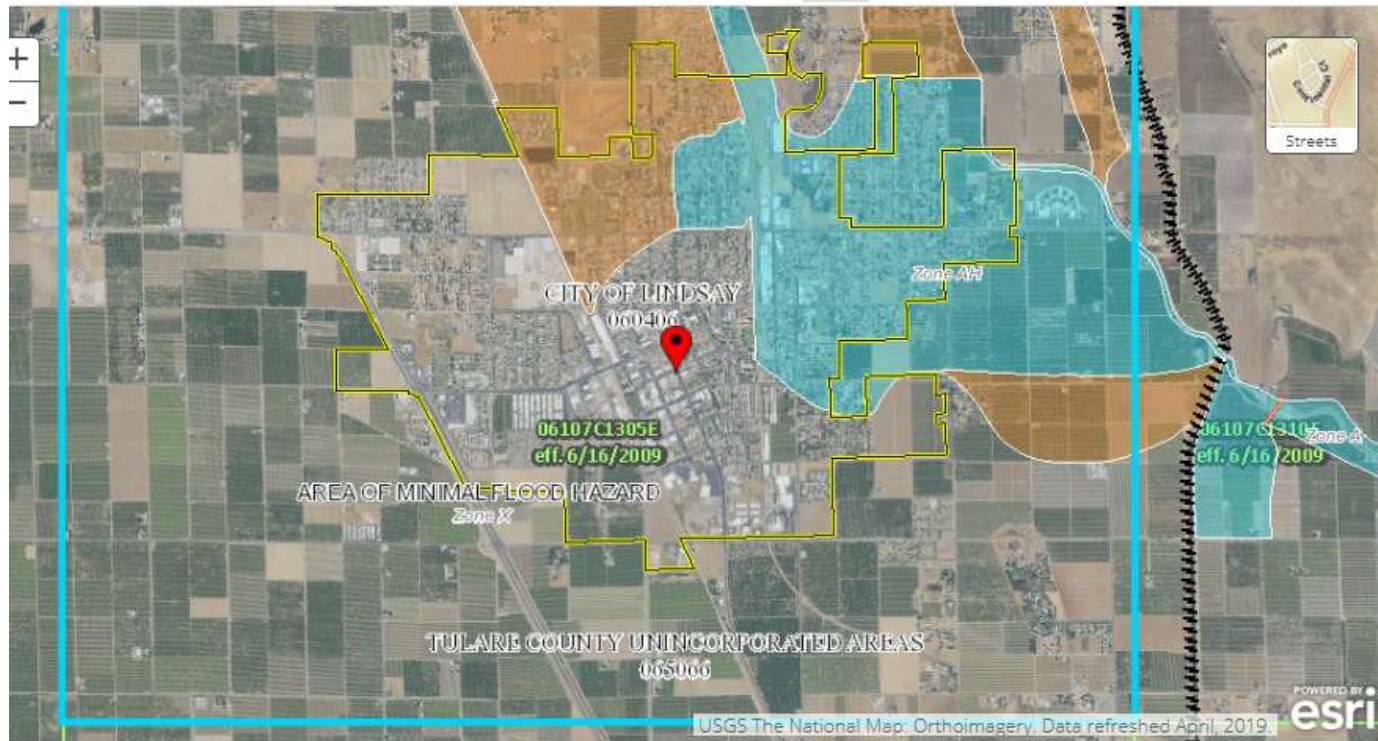 +
−
Streets
Zone AH
CITY OF LINDSAY
060406
06107C1305E
eff. 6/16/2009
eff. 6/16/2009
Zone A
AREA OF MINIMAL FLOOD HAZARD
Zone X
TULARE COUNTY UNINCORPORATED AREAS
065066
POWERED BY
esri
USGS The National Map: Orthoimagery. Data refreshed April, 2019.